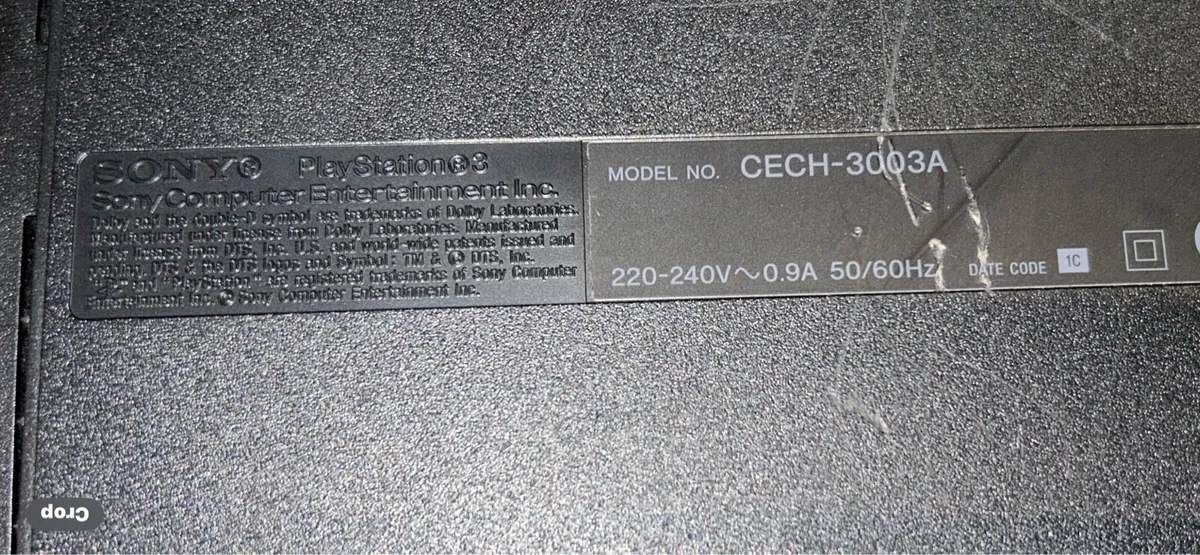 SONY® PlayStation®3
Sony Computer Entertainment Inc.
Dolby and the double-D symbol are trademarks of Dolby Laboratories.
Manufactured under license from Dolby Laboratories. Manufactured
under license from DTS, Inc. U.S. and world-wide patents issued and
pending. DTS & the DTS logos and Symbol: TM & © DTS, Inc.
and "PlayStation" are registered trademarks of Sony Computer
Entertainment Inc. © Sony Computer Entertainment Inc.
MODEL NO. CECH-3003A
220-240V~0.9A 50/60Hz
DATE CODE 1C
Crop